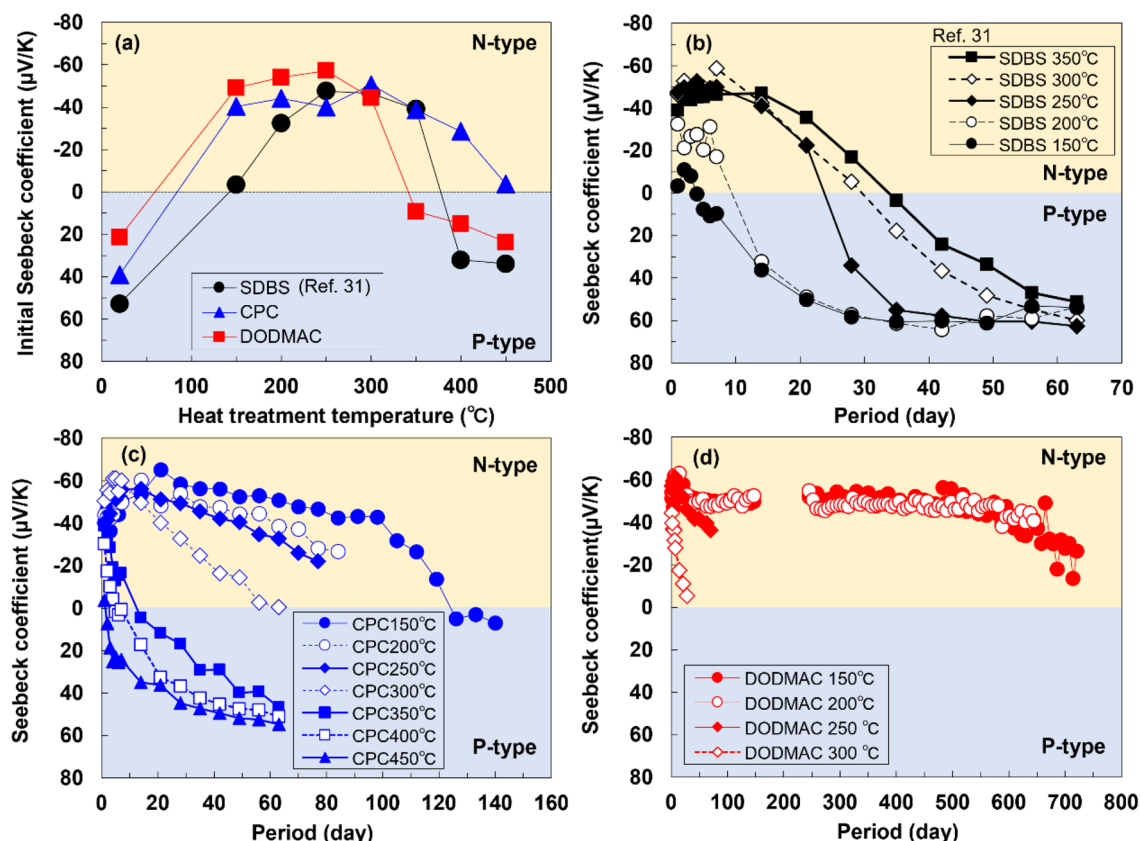 (a)
N-type
P-type
Initial Seebeck coefficient (μV/K)
-80
-60
-40
-20
0
20
40
60
80
0
100
200
300
400
500
Heat treatment temperature (℃)
SDBS (Ref. 31)
CPC
DODMAC
(b)
Ref. 31
SDBS 350℃
SDBS 300℃
SDBS 250℃
SDBS 200℃
SDBS 150℃
N-type
P-type
Seebeck coefficient (μV/K)
-80
-60
-40
-20
0
20
40
60
80
0
10
20
30
40
50
60
70
Period (day)
(c)
N-type
P-type
Seebeck coefficient (μV/K)
-80
-60
-40
-20
0
20
40
60
80
0
20
40
60
80
100
120
140
160
Period (day)
CPC150℃
CPC200℃
CPC250℃
CPC300℃
CPC350℃
CPC400℃
CPC450℃
(d)
N-type
P-type
Seebeck coefficient(μV/K)
-80
-60
-40
-20
0
20
40
60
80
0
100
200
300
400
500
600
700
800
Period (day)
DODMAC 150℃
DODMAC 200℃
DODMAC 250 ℃
DODMAC 300 ℃